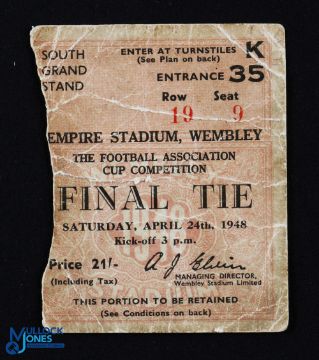 SOUTH
GRAND
STAND
ENTER AT TURNSTILES K
(See Plan on back)
ENTRANCE 35
Row Seat
19 9
EMPIRE STADIUM, WEMBLEY
THE FOOTBALL ASSOCIATION
CUP COMPETITION
FINAL TIE
SATURDAY, APRIL 24th, 1948
Kick-off 3 p.m.
Price 21/-
(Including Tax)
MANAGING DIRECTOR,
Wembley Stadium Limited
THIS PORTION TO BE RETAINED
(See Conditions on back)
MULLOCK
JONES